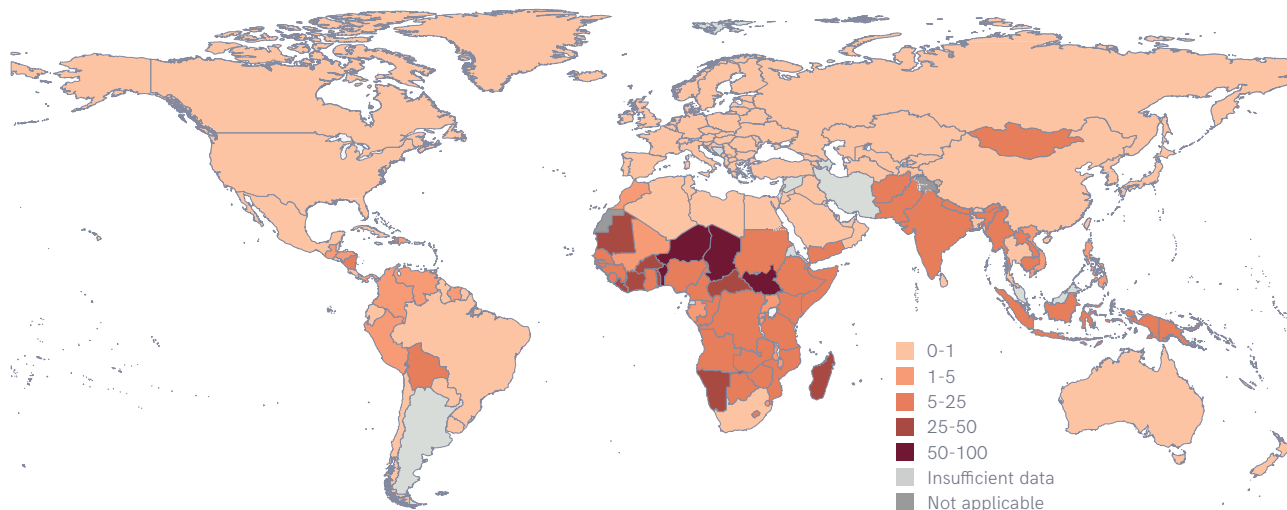 0-1
1-5
5-25
25-50
50-100
Insufficient data
Not applicable